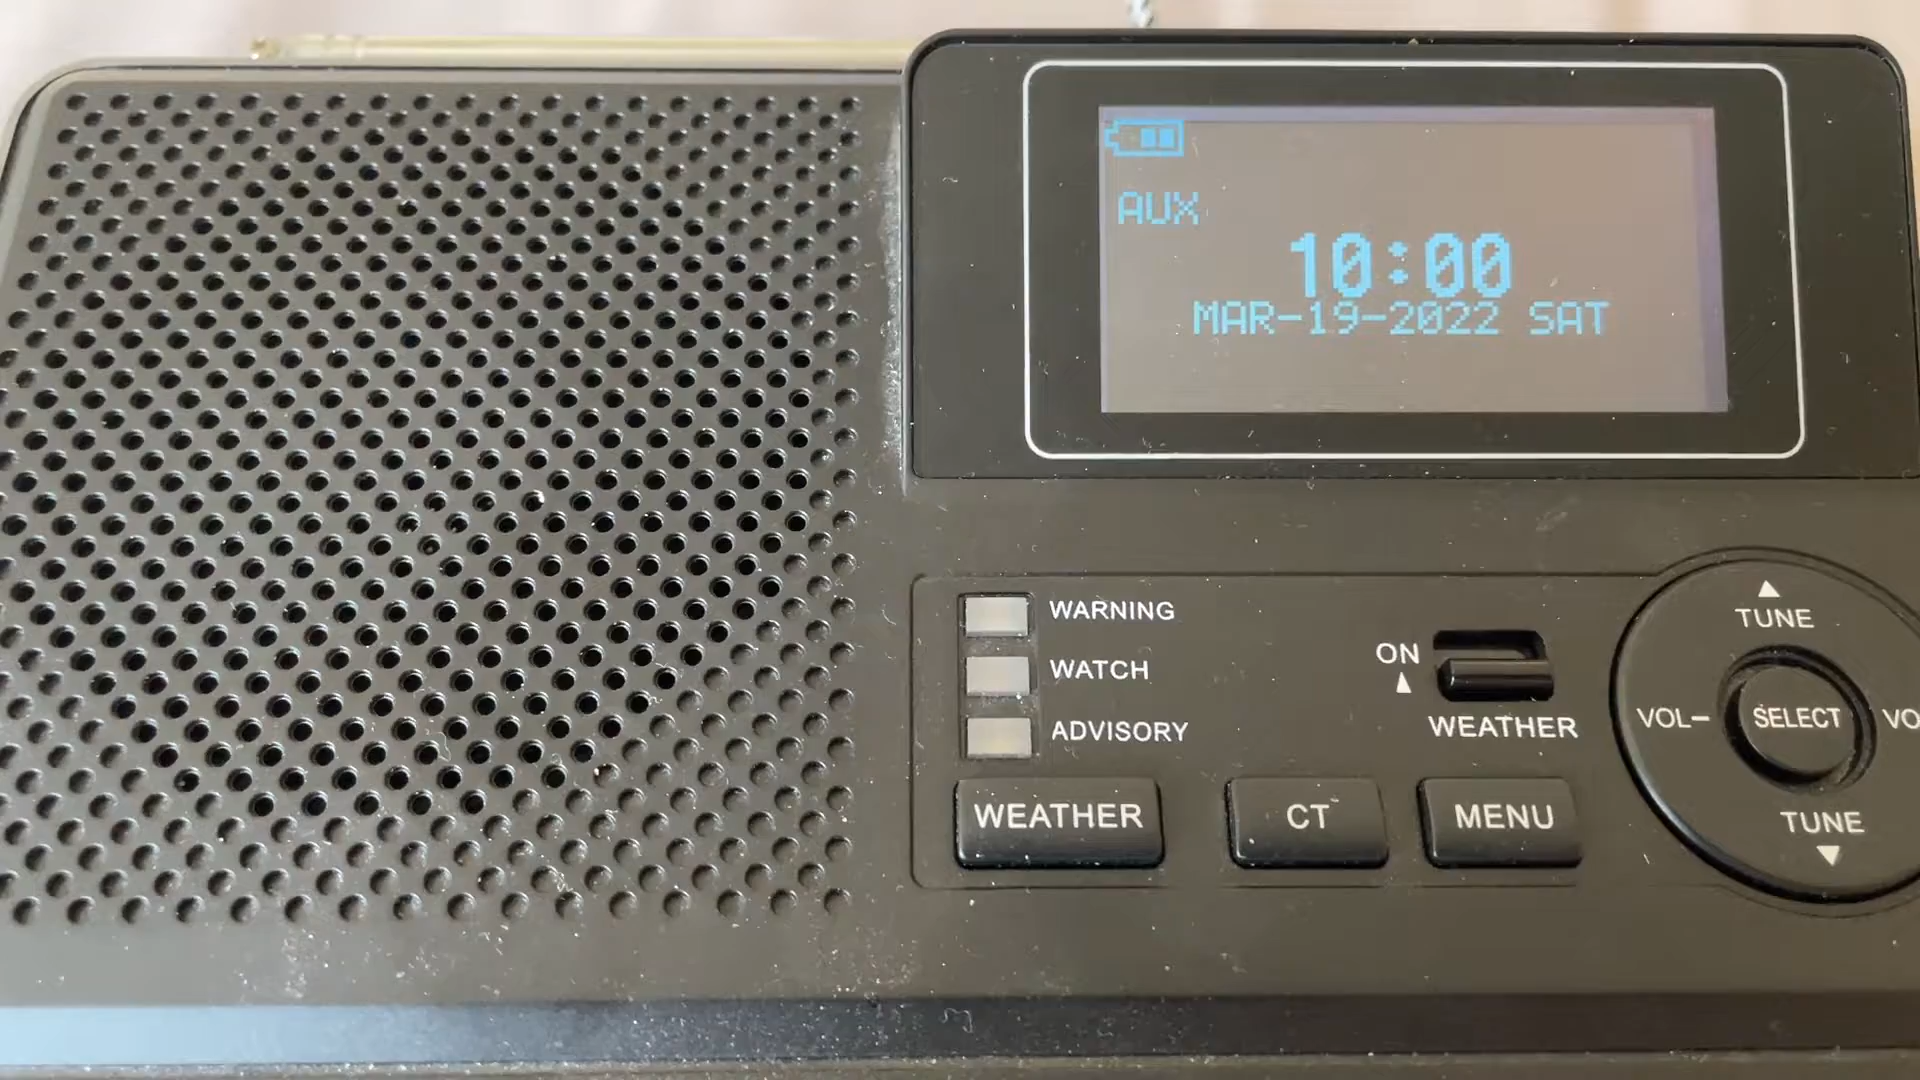 AUX
10:00
MAR-19-2022 SAT
WARNING
WATCH
ADVISORY
ON
WEATHER
WEATHER
CT
MENU
TUNE
VOL-
SELECT
VO
TUNE